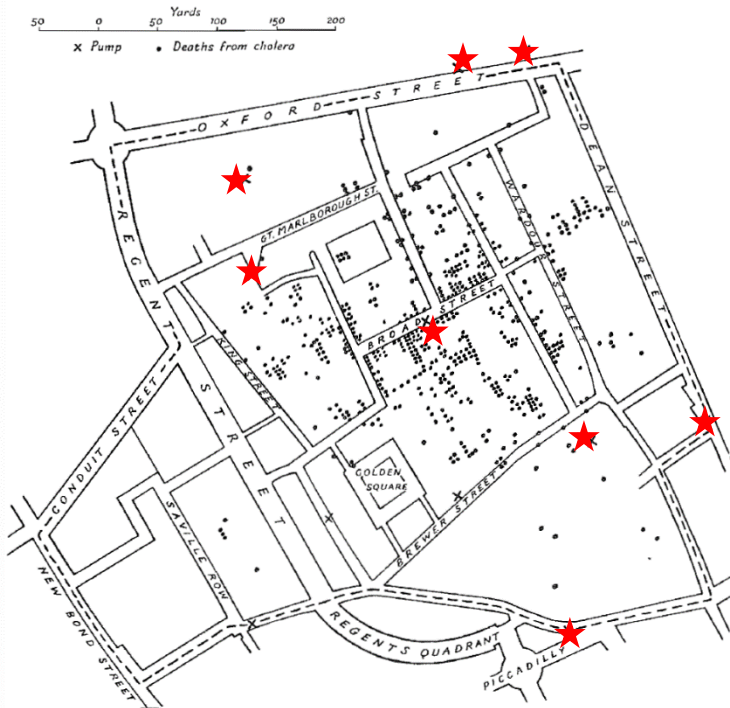 Yards
50 0 50 100 150 200
x Pump • Deaths from cholera
OXFORD STREET
DEAN STREET
REGENT STREET
GT. MARLBOROUGH ST.
WARDOUR STREET
BROAD STREET
KING STREET
CONDUIT STREET
GOLDEN
SQUARE
SAVILLE ROW
BREWER STREET
NEW BOND STREET
REGENTS QUADRANT
PICCADILLY